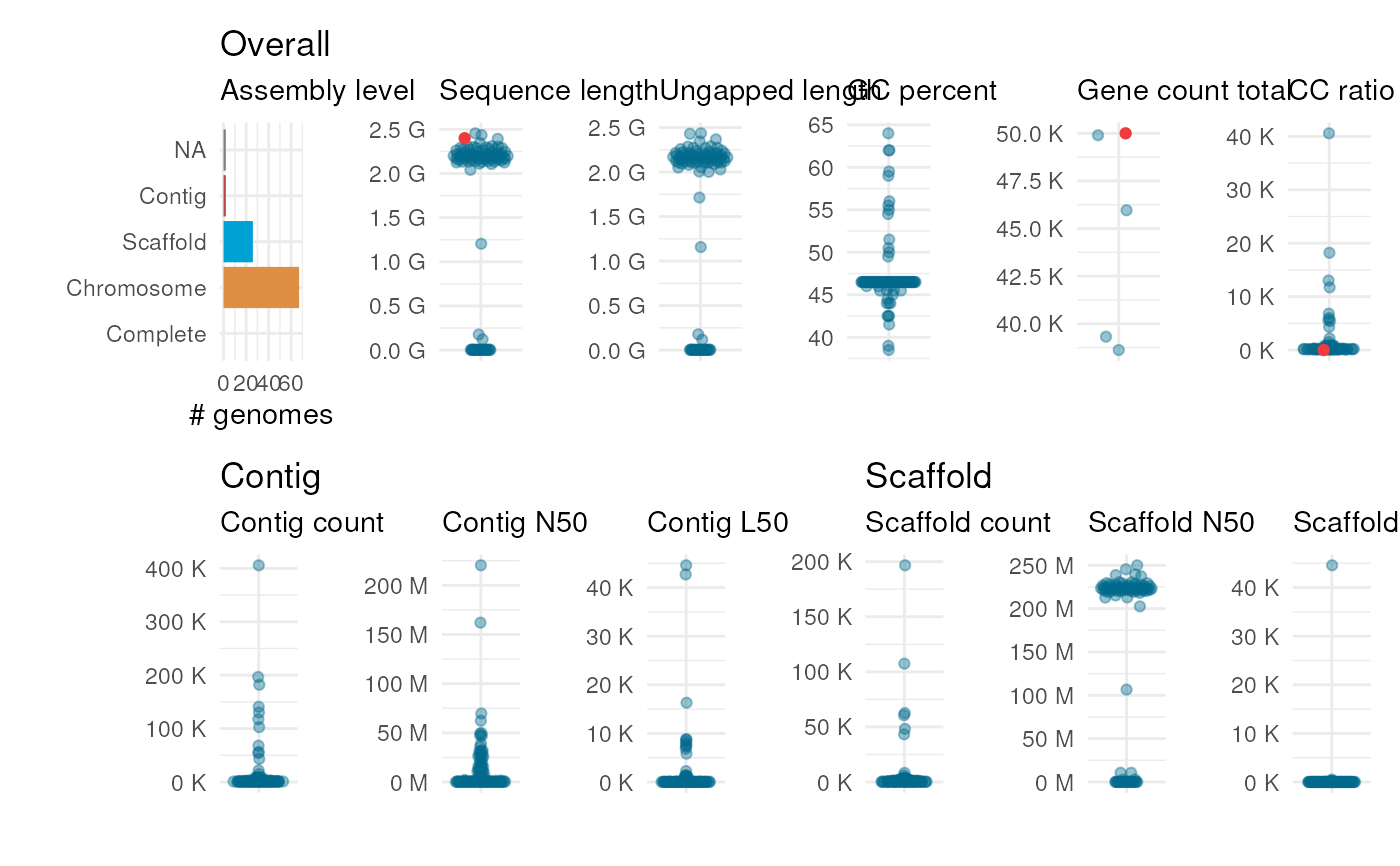 Overall
Assembly level
Sequence length
Ungapped length
GC percent
Gene count total
CC ratio
NA
Contig
Scaffold
Chromosome
Complete
0 20 40 60
# genomes
2.5 G
2.0 G
1.5 G
1.0 G
0.5 G
0.0 G
2.5 G
2.0 G
1.5 G
1.0 G
0.5 G
0.0 G
65
60
55
50
45
40
50.0 K
47.5 K
45.0 K
42.5 K
40.0 K
40 K
30 K
20 K
10 K
0 K
Contig
Contig count
Contig N50
Contig L50
400 K
300 K
200 K
100 K
0 K
200 M
150 M
100 M
50 M
0 M
40 K
30 K
20 K
10 K
0 K
Scaffold
Scaffold count
Scaffold N50
Scaffold
200 K
150 K
100 K
50 K
0 K
250 M
200 M
150 M
100 M
50 M
0 M
40 K
30 K
20 K
10 K
0 K